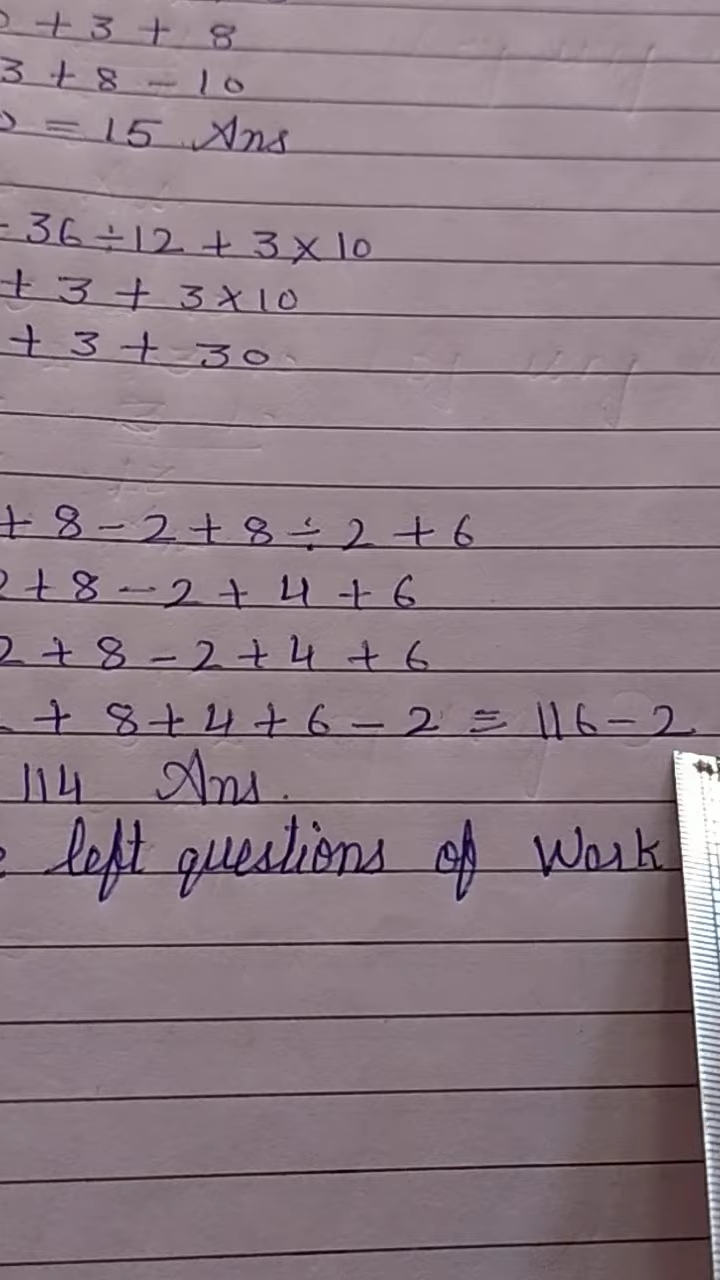 + 3 + 8
3 + 8 - 10
= 15 Ans
- 36 ÷ 12 + 3 × 10
+ 3 + 3 × 10
+ 3 + 30
+ 8 - 2 + 8 ÷ 2 + 6
2 + 8 - 2 + 4 + 6
2 + 8 - 2 + 4 + 6
+ 8 + 4 + 6 - 2 = 116 - 2
114 Ans.
left questions of Work